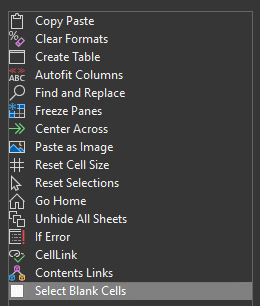 Copy Paste
Clear Formats
Create Table
Autofit Columns
Find and Replace
Freeze Panes
Center Across
Paste as Image
Reset Cell Size
Reset Selections
Go Home
Unhide All Sheets
If Error
CellLink
Contents Links
Select Blank Cells